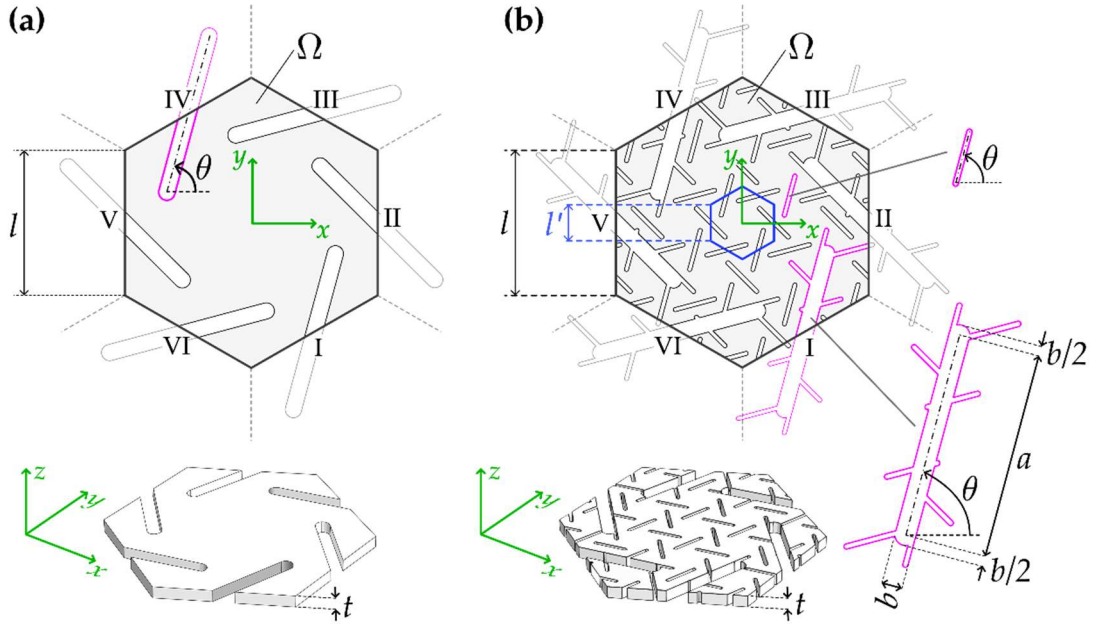 (a)
Ω
IV
III
θ
y
x
l
V
II
VI
I
z
y
x
t
(b)
Ω
IV
III
θ
y
x
l
l'
V
II
VI
I
b/2
a
θ
b/2
b
z
y
x
t